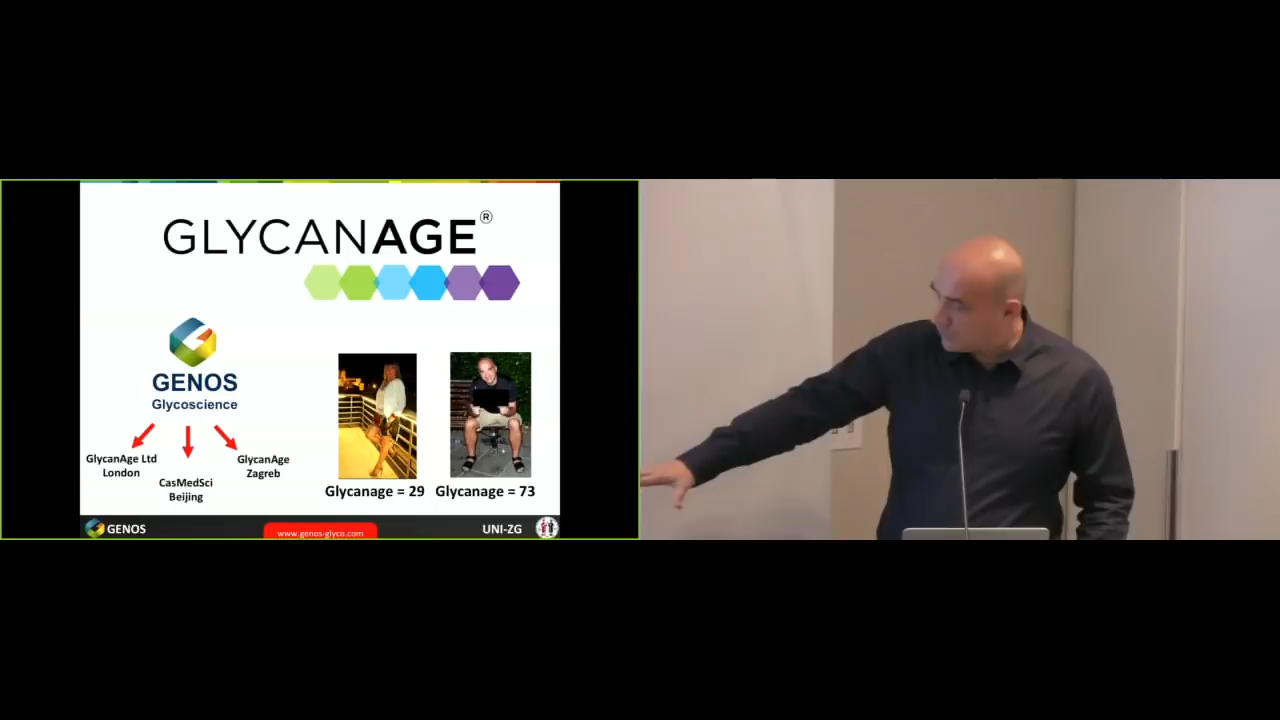 GLYCANAGE®
GENOS
Glycoscience
GlycanAge Ltd
London
CasMedSci
Beijing
GlycanAge
Zagreb
Glycanage = 29
Glycanage = 73
GENOS
www.genos-glyco.com
UNI-ZG